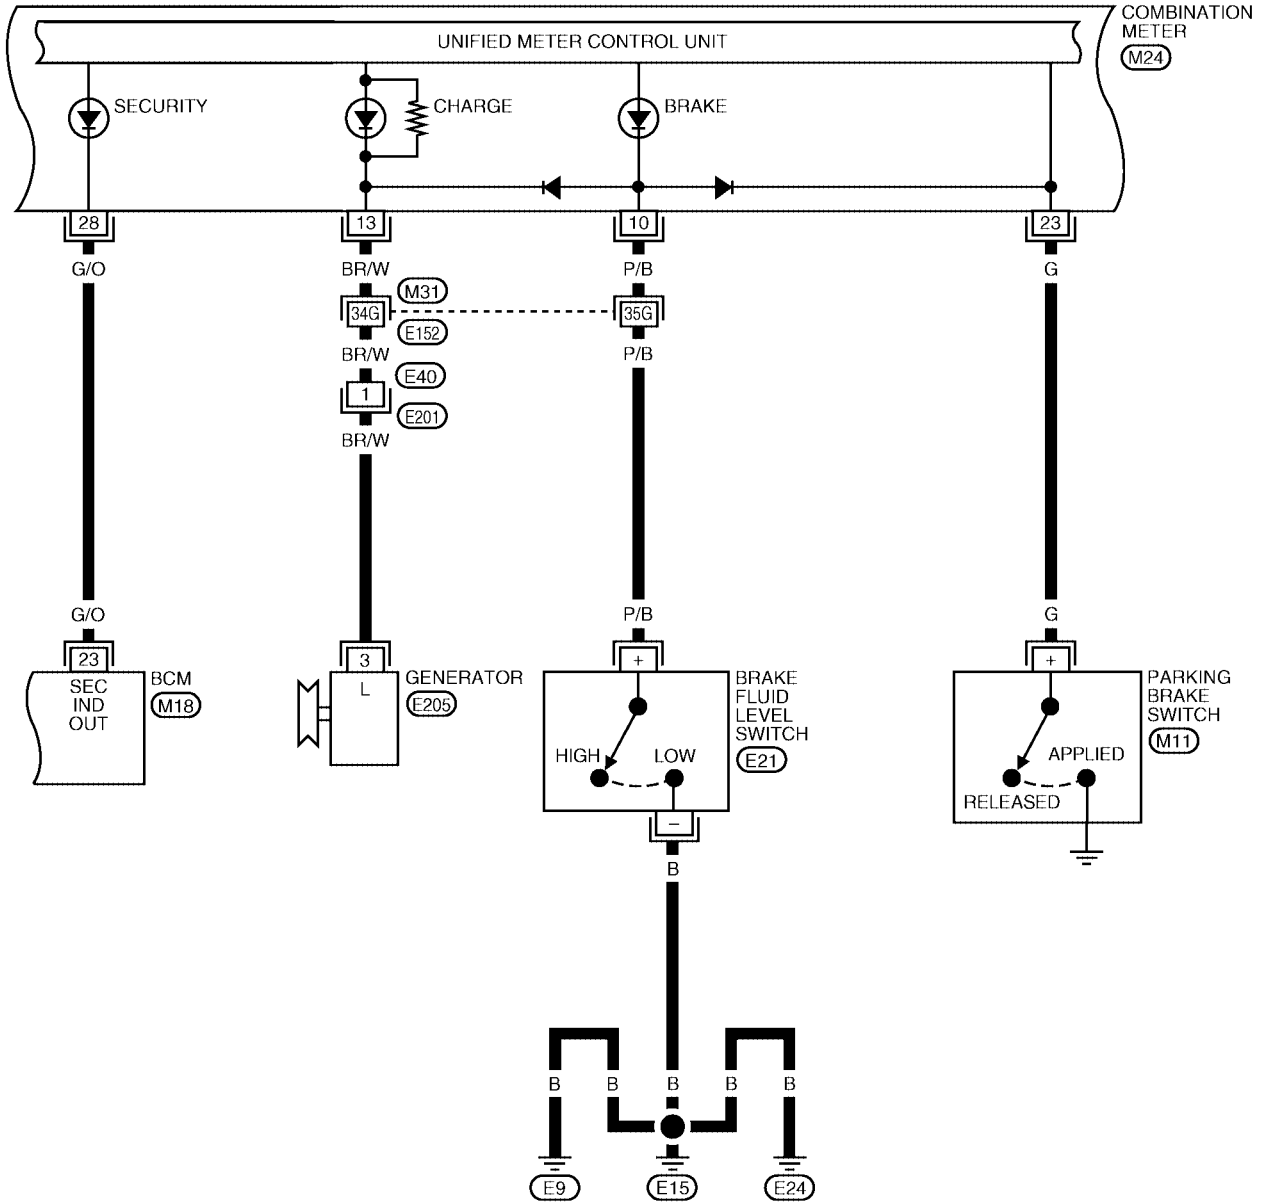 COMBINATION
METER
M24
UNIFIED METER CONTROL UNIT
SECURITY
CHARGE
BRAKE
28
13
10
23
G/O
BR/W
P/B
G
M31
34G
35G
E152
BR/W
P/B
E40
1
E201
BR/W
G/O
P/B
G
23
3
+
+
SEC
IND
OUT
BCM
M18
L
GENERATOR
E205
HIGH
LOW
BRAKE
FLUID
LEVEL
SWITCH
E21
APPLIED
RELEASED
PARKING
BRAKE
SWITCH
M11
–
B
B
B
B
B
B
E9
E15
E24